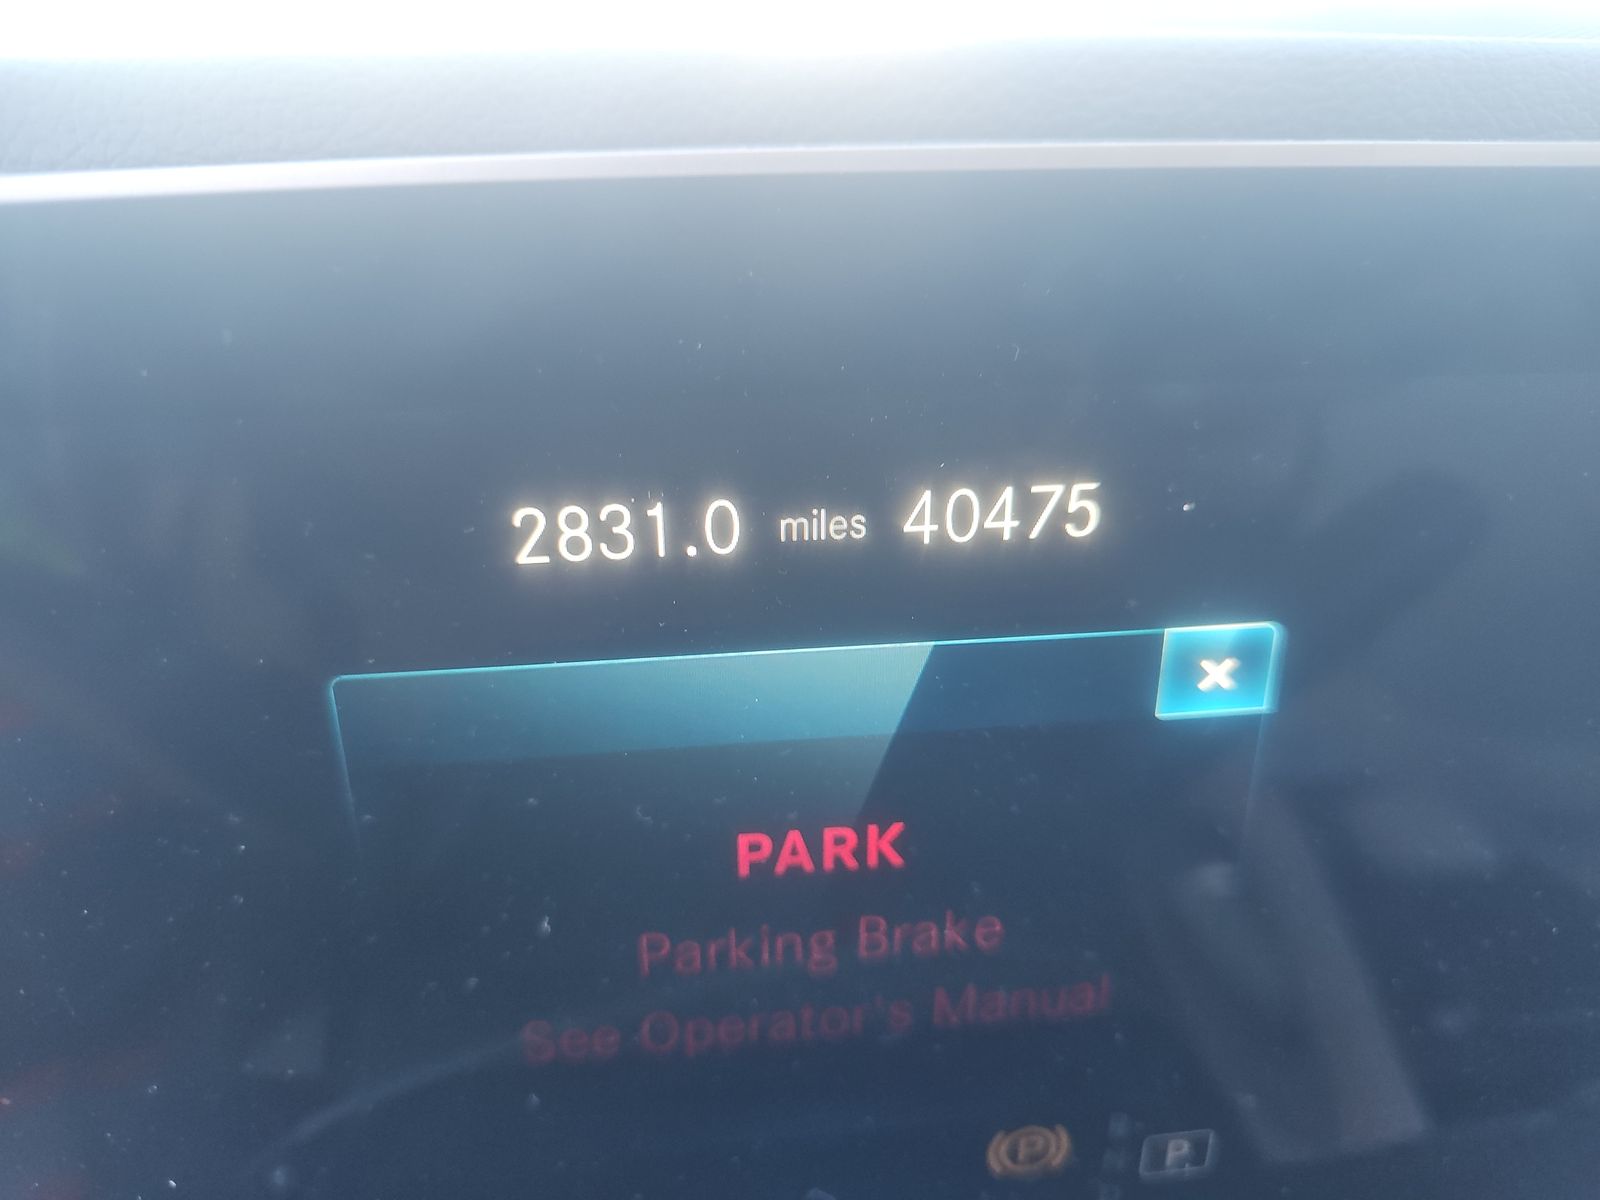 2831.0 miles 40475
PARK
Parking Brake
See Operator's Manual
P P